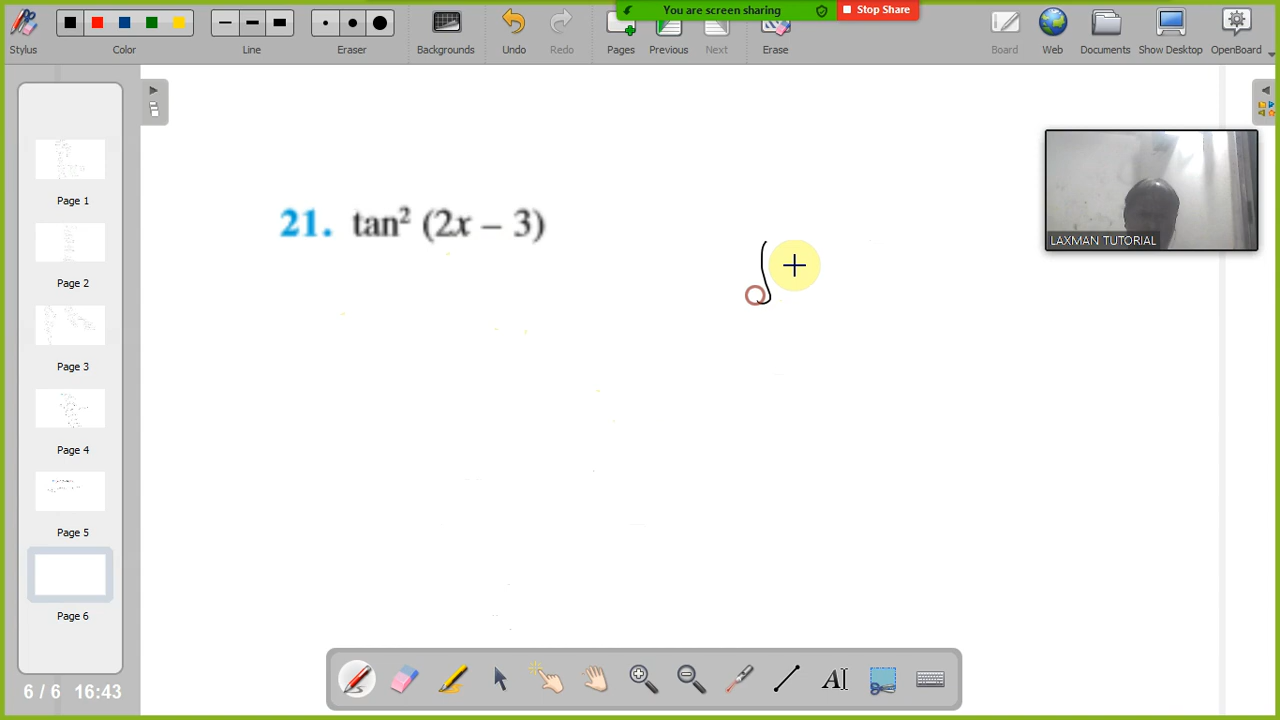 You are screen sharing
Stop Share
Stylus
Color
Line
Eraser
Backgrounds
Undo
Redo
Pages
Previous
Next
Erase
Board
Web
Documents
Show Desktop
OpenBoard
Page 1
Page 2
Page 3
Page 4
Page 5
Page 6
6 / 6 16:43
21. tan² (2x – 3)
∫
LAXMAN TUTORIAL